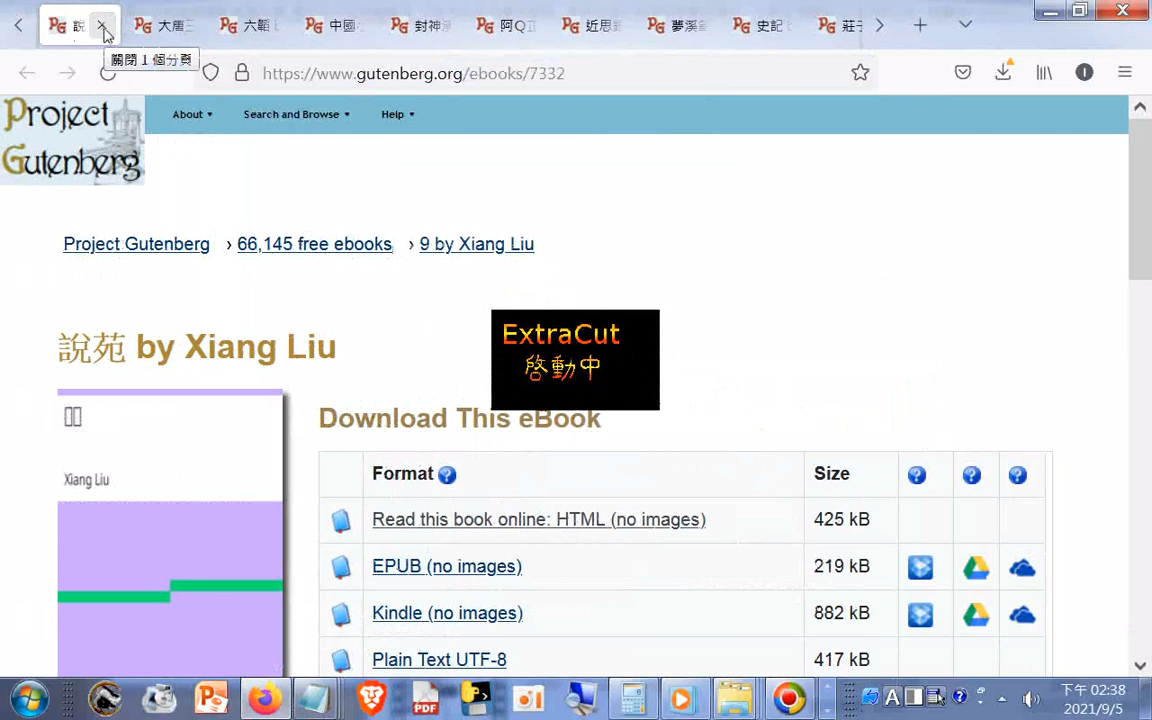 說
大唐三
六韜
中國
封神
阿Q
近思
夢溪
史記
莊子
關閉 1 個分頁
https://www.gutenberg.org/ebooks/7332
Project Gutenberg
About ▾ Search and Browse ▾ Help ▾
Project Gutenberg › 66,145 free ebooks › 9 by Xiang Liu
說苑 by Xiang Liu
ExtraCut
啓動中
Xiang Liu
Download This eBook
Format ? Size ? ? ?
Read this book online: HTML (no images) 425 kB
EPUB (no images) 219 kB
Kindle (no images) 882 kB
Plain Text UTF-8 417 kB
PDF
A
下午 02:38
2021/9/5